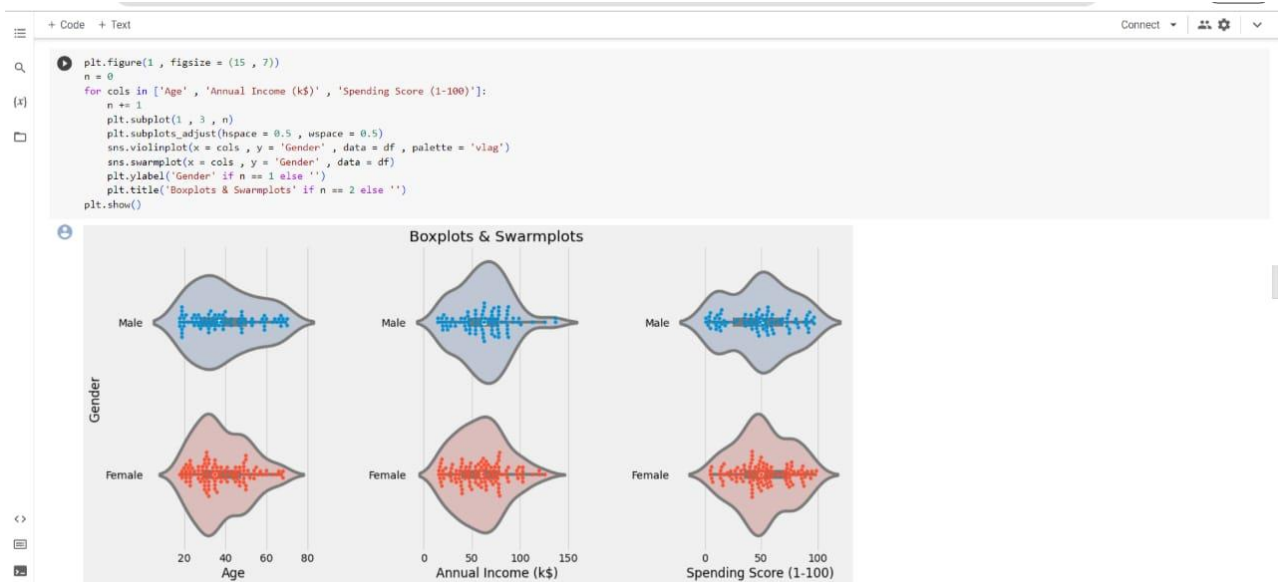 + Code + Text
Connect
{x}
plt.figure(1 , figsize = (15 , 7))
n = 0
for cols in ['Age' , 'Annual Income (k$)' , 'Spending Score (1-100)']:
    n += 1
    plt.subplot(1 , 3 , n)
    plt.subplots_adjust(hspace = 0.5 , wspace = 0.5)
    sns.violinplot(x = cols , y = 'Gender' , data = df , palette = 'vlag')
    sns.swarmplot(x = cols , y = 'Gender' , data = df)
    plt.ylabel('Gender' if n == 1 else '')
    plt.title('Boxplots & Swarmplots' if n == 2 else '')
plt.show()
Boxplots & Swarmplots
Male
Male
Male
Gender
Female
Female
Female
20 40 60 80
0 50 100 150
0 50 100
Age
Annual Income (k$)
Spending Score (1-100)